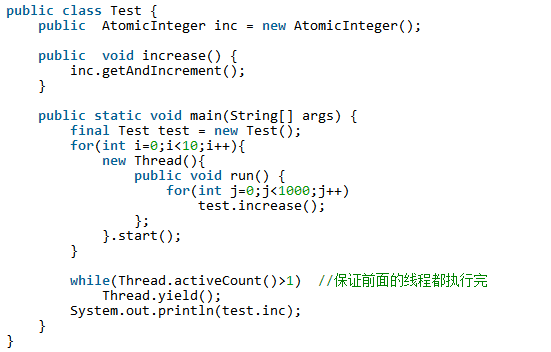 public class Test {
    public  AtomicInteger inc = new AtomicInteger();
    public  void increase() {
        inc.getAndIncrement();
    }
    public static void main(String[] args) {
        final Test test = new Test();
        for(int i=0;i<10;i++){
            new Thread(){
                public void run() {
                    for(int j=0;j<1000;j++)
                        test.increase();
                };
            }.start();
        }
        while(Thread.activeCount()>1)  //保证前面的线程都执行完
            Thread.yield();
        System.out.println(test.inc);
    }
}